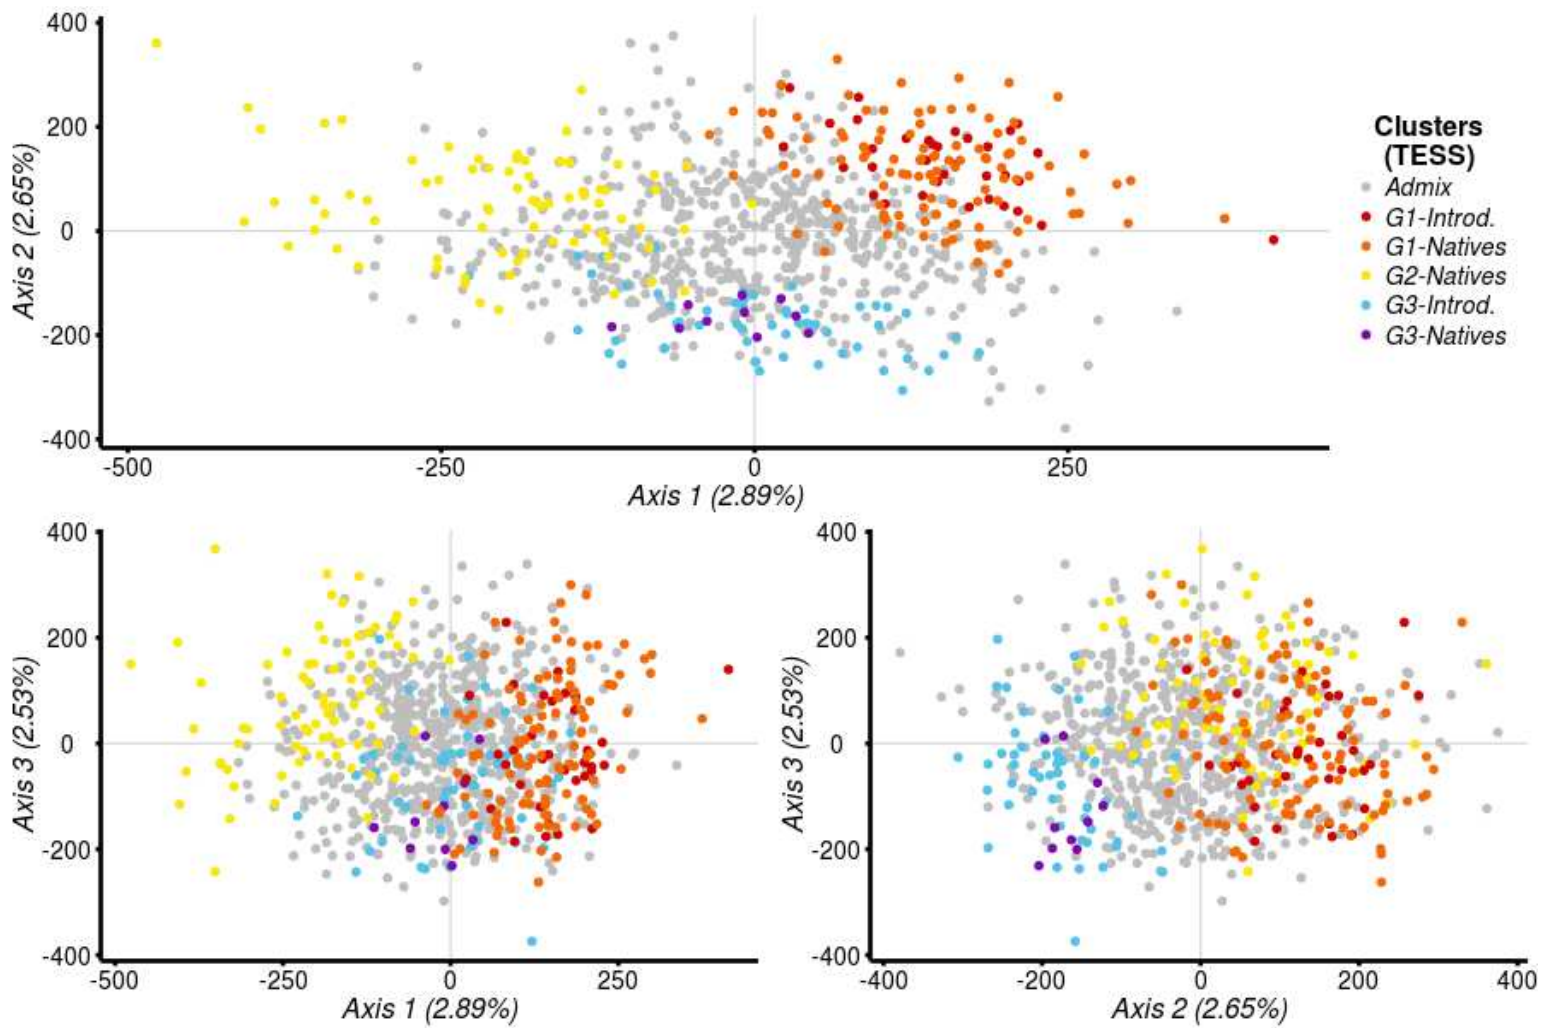 400
200
0
-200
-400
Axis 2 (2.65%)
-500
-250
0
250
Axis 1 (2.89%)
Clusters
(TESS)
Admix
G1-Introd.
G1-Natives
G2-Natives
G3-Introd.
G3-Natives
400
200
0
-200
-400
Axis 3 (2.53%)
-500
-250
0
250
Axis 1 (2.89%)
400
200
0
-200
-400
Axis 3 (2.53%)
-400
-200
0
200
400
Axis 2 (2.65%)